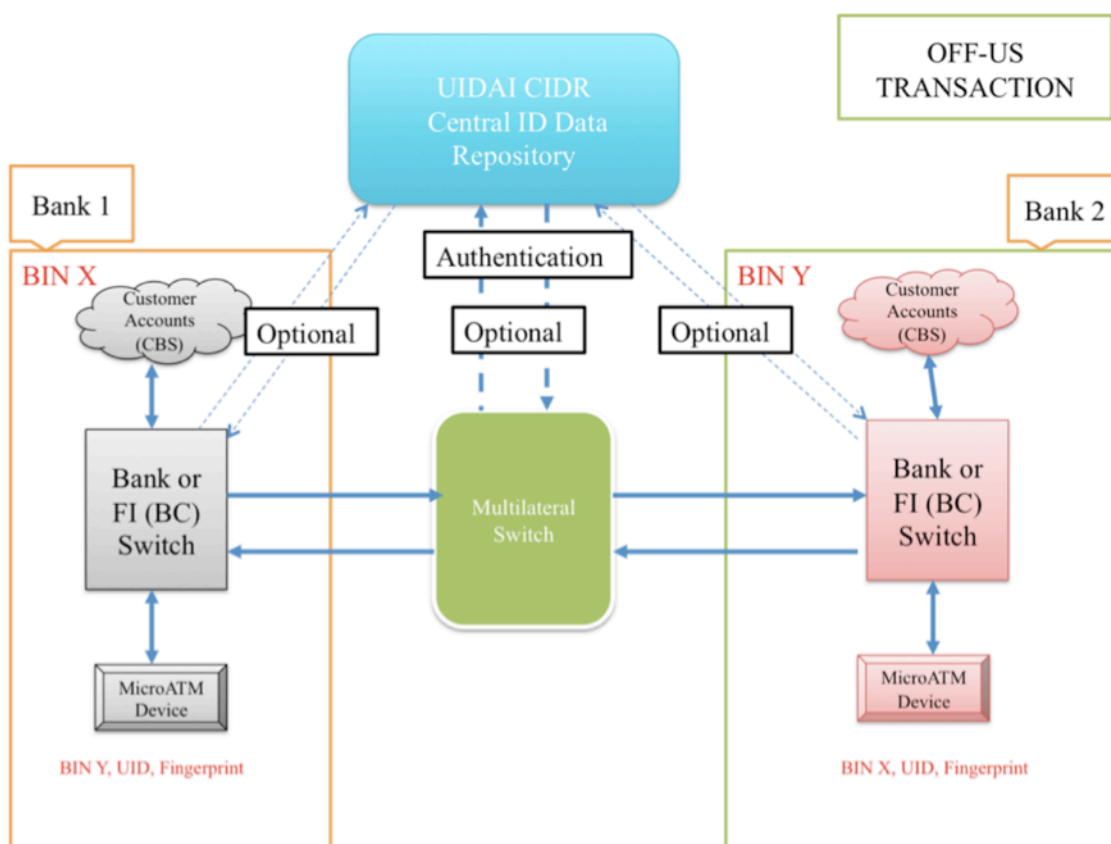 OFF-US
TRANSACTION
UIDAI CIDR
Central ID Data
Repository
Bank 1
Bank 2
Authentication
BIN X
BIN Y
Customer
Accounts
(CBS)
Optional
Optional
Optional
Customer
Accounts
(CBS)
Bank or
FI (BC)
Switch
Multilateral
Switch
Bank or
FI (BC)
Switch
MicroATM
Device
MicroATM
Device
BIN Y, UID, Fingerprint
BIN X, UID, Fingerprint